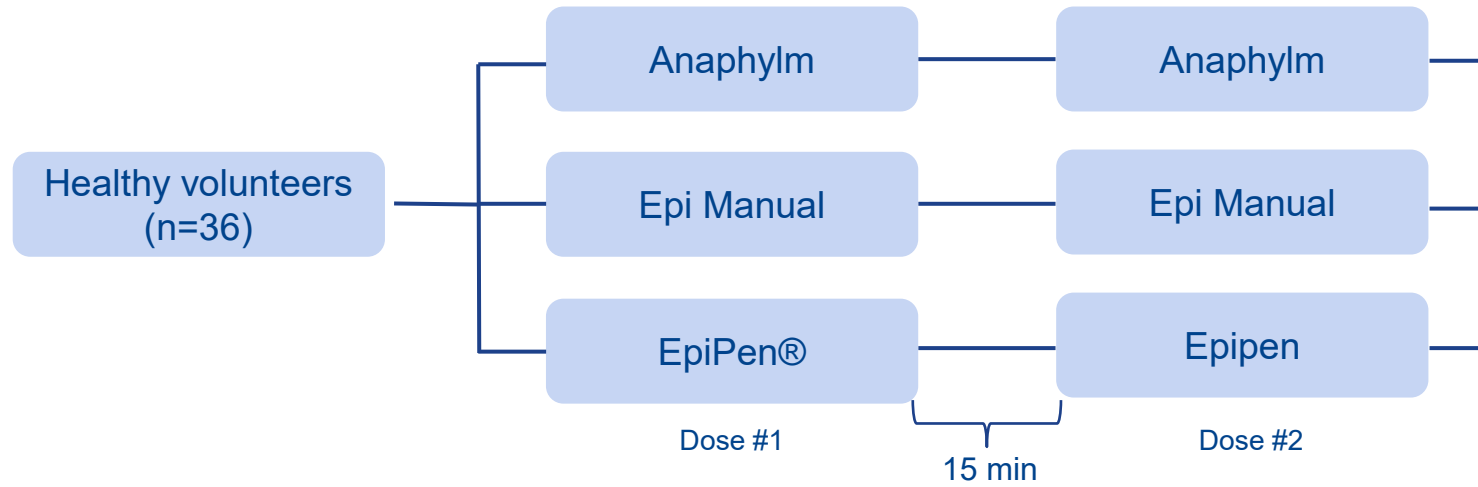 Anaphylm
Anaphylm
Healthy volunteers
(n=36)
Epi Manual
Epi Manual
EpiPen®
Epipen
Dose #1
Dose #2
15 min